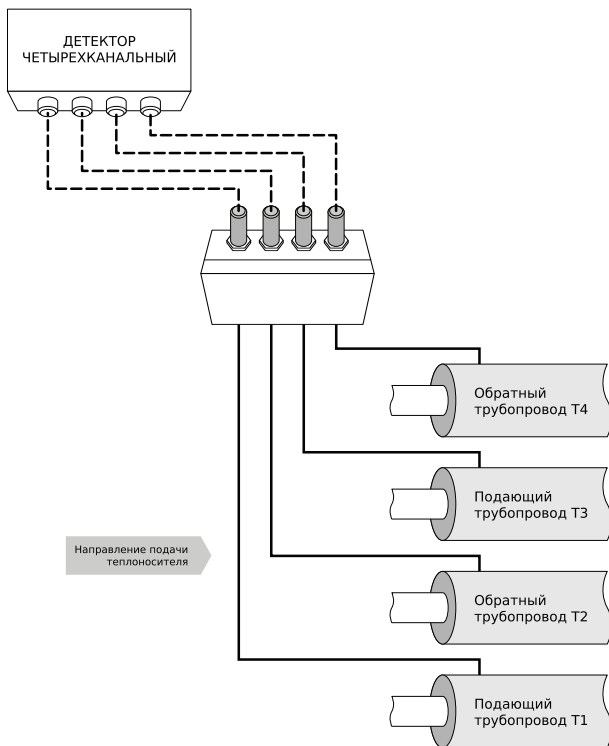 ДЕТЕКТОР
ЧЕТЫРЕХКАНАЛЬНЫЙ
Обратный
трубопровод Т4
Подающий
трубопровод Т3
Направление подачи
теплоносителя
Обратный
трубопровод Т2
Подающий
трубопровод Т1